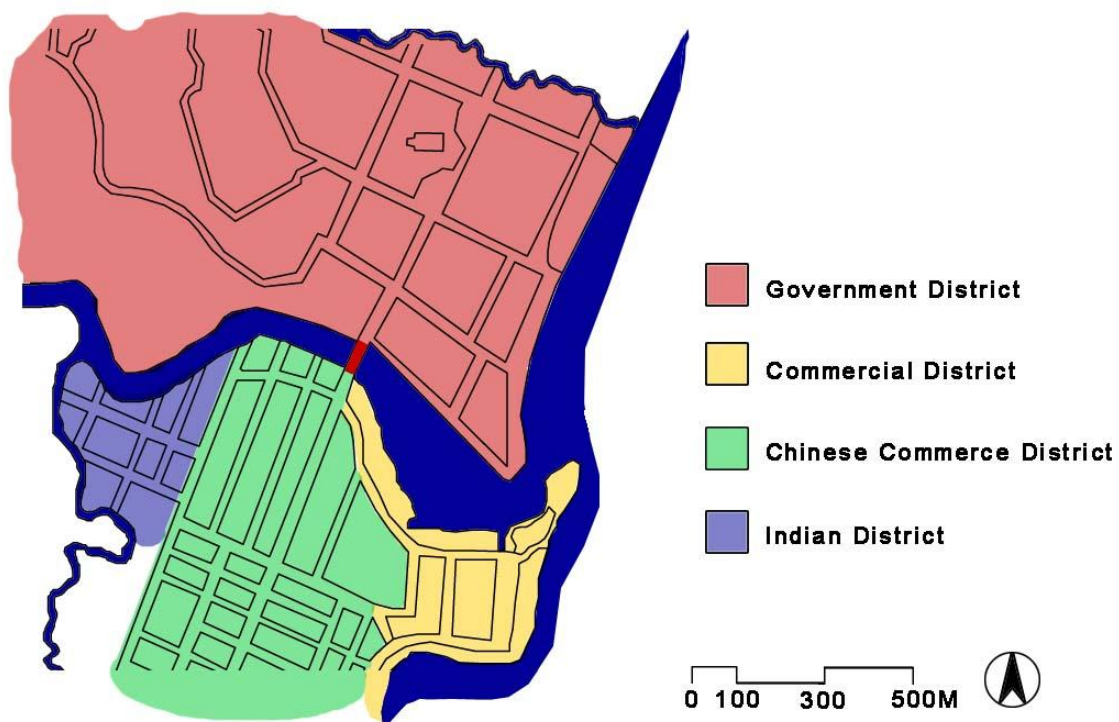 Government District
Commercial District
Chinese Commerce District
Indian District
0 100 300 500M